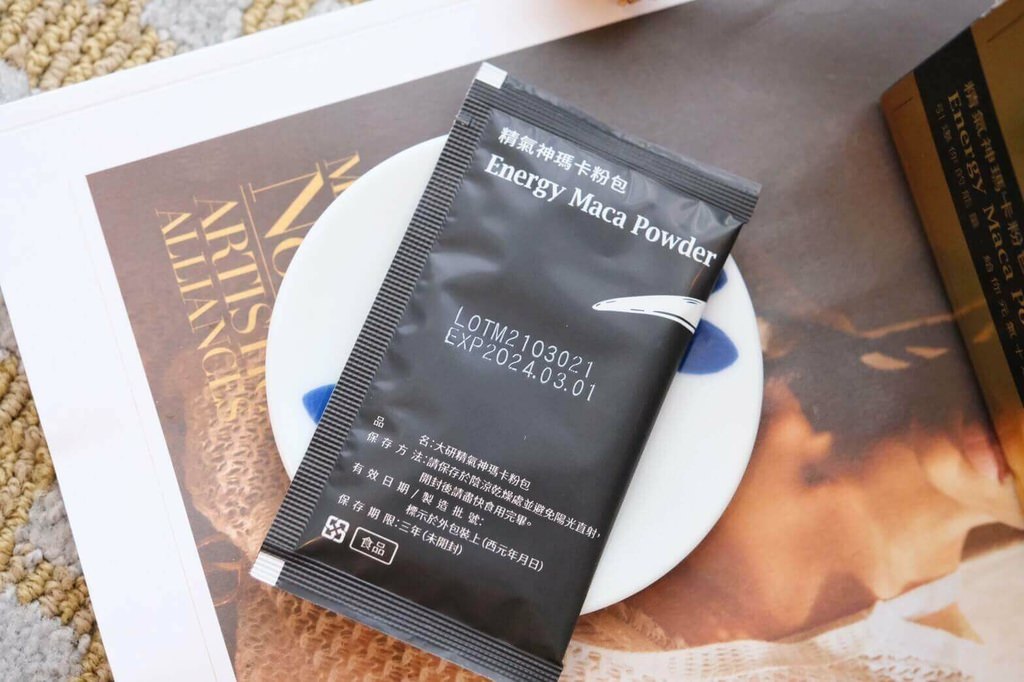 精氣神瑪卡粉包
Energy Maca Powder
LOTM2103021
EXP2024.03.01
品 名:大研精氣神瑪卡粉包
保存方法:請保存於陰涼乾燥處並避免陽光直射,
開封後請盡快食用完畢。
有效日期/製造批號:
標示於外包裝上(西元年月日)
保存期限:三年(未開封)
食品
ARTIS
ALLIANCES
精氣神瑪卡粉包
Energy Maca Po